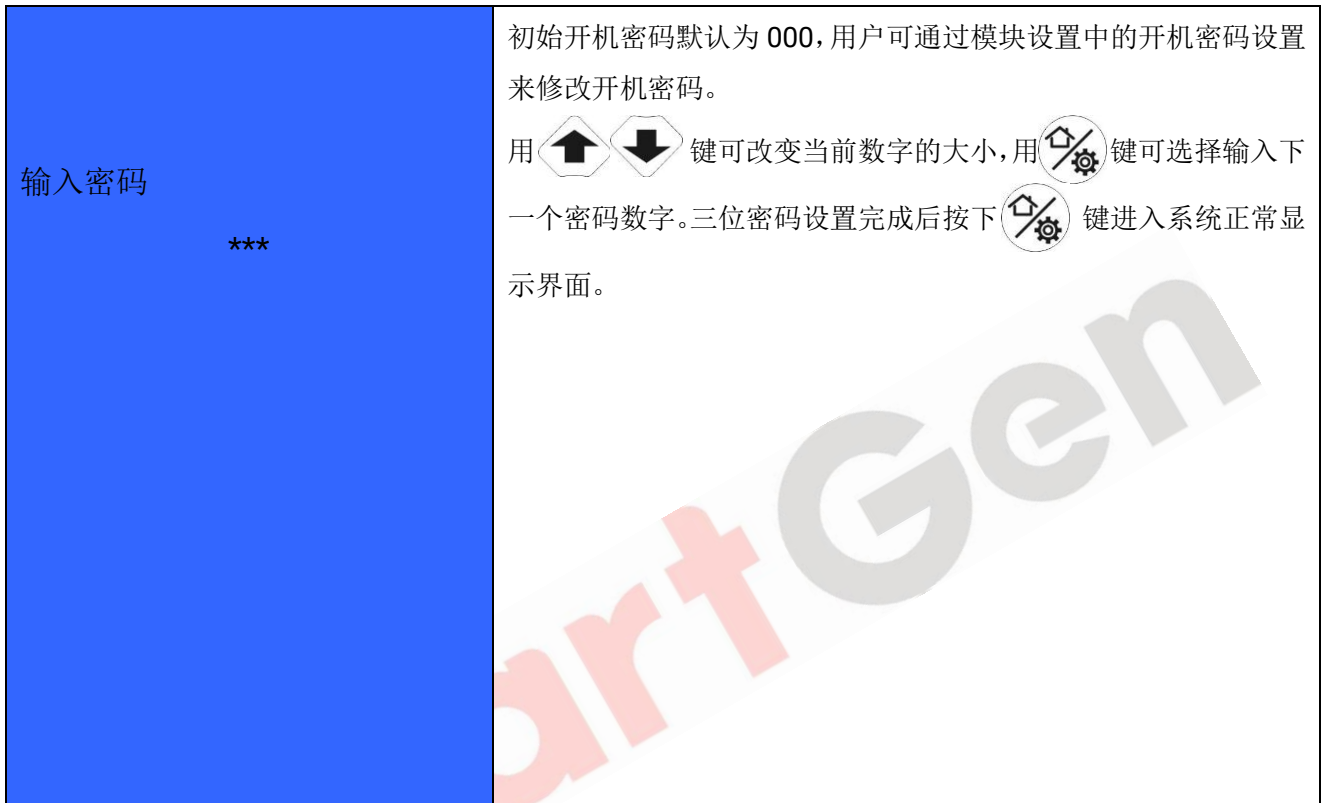 输入密码
***
初始开机密码默认为 000，用户可通过模块设置中的开机密码设置
来修改开机密码。
用 键可改变当前数字的大小，用 键可选择输入下
一个密码数字。三位密码设置完成后按下 键进入系统正常显
示界面。
artGen